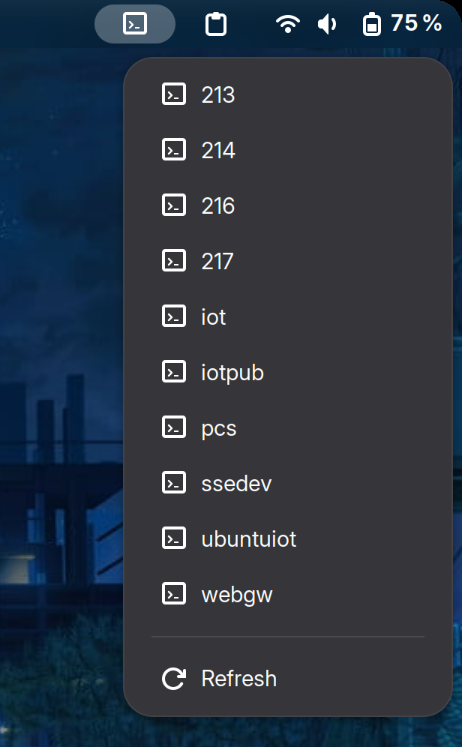 75 %
213
214
216
217
iot
iotpub
pcs
ssedev
ubuntuiot
webgw
Refresh